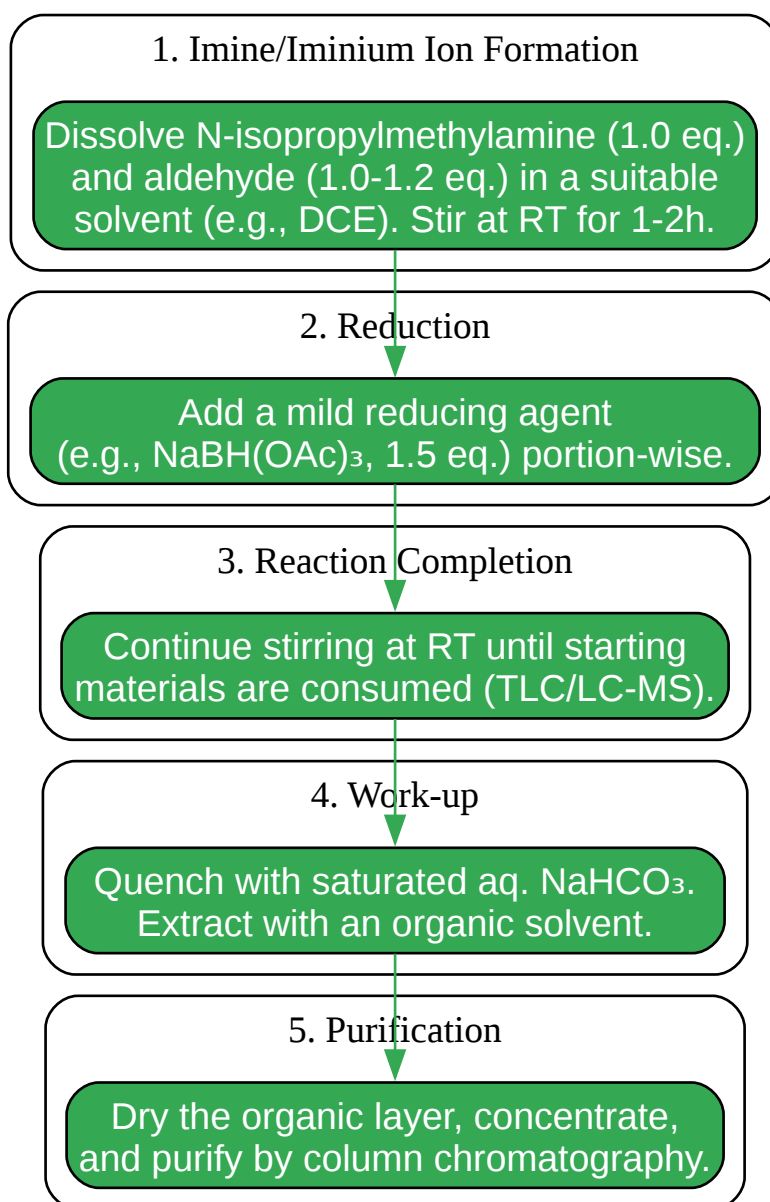 1. Imine/Iminium Ion Formation
Dissolve N-isopropylmethylamine (1.0 eq.)
and aldehyde (1.0-1.2 eq.) in a suitable
solvent (e.g., DCE). Stir at RT for 1-2h.
2. Reduction
Add a mild reducing agent
(e.g., NaBH(OAc)₃, 1.5 eq.) portion-wise.
3. Reaction Completion
Continue stirring at RT until starting
materials are consumed (TLC/LC-MS).
4. Work-up
Quench with saturated aq. NaHCO₃.
Extract with an organic solvent.
5. Purification
Dry the organic layer, concentrate,
and purify by column chromatography.